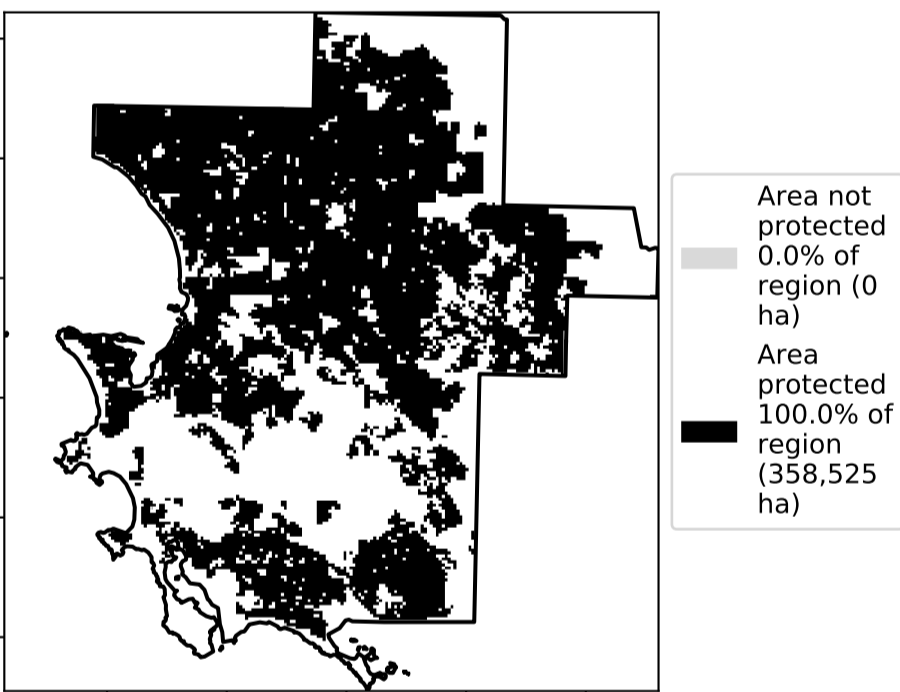 Area not
protected
0.0% of
region (0
ha)
Area
protected
100.0% of
region
(358,525
ha)